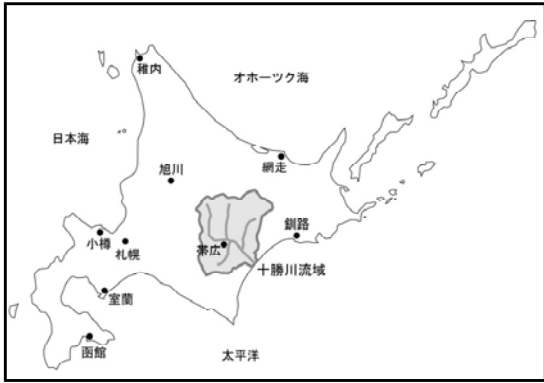 稚内
オホーツク海
日本海
網走
旭川
釧路
小樽
札幌
帯広
十勝川流域
室蘭
函館
太平洋